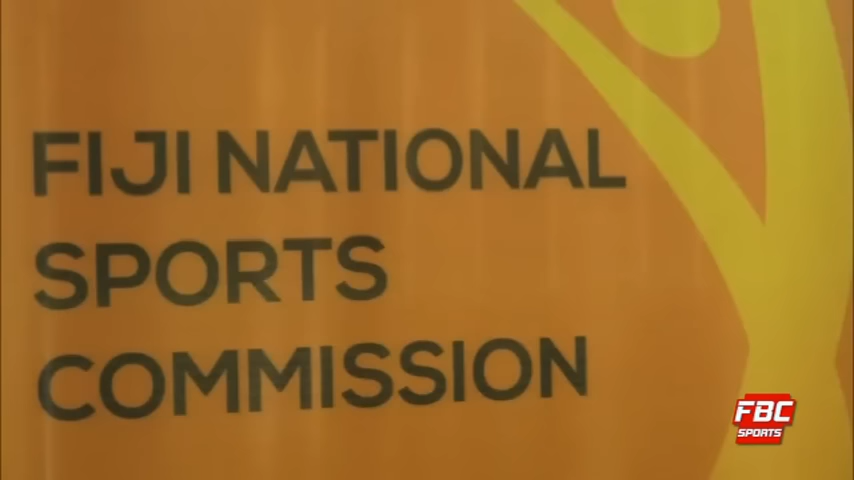 FIJI NATIONAL
SPORTS
COMMISSION
FBC
SPORTS